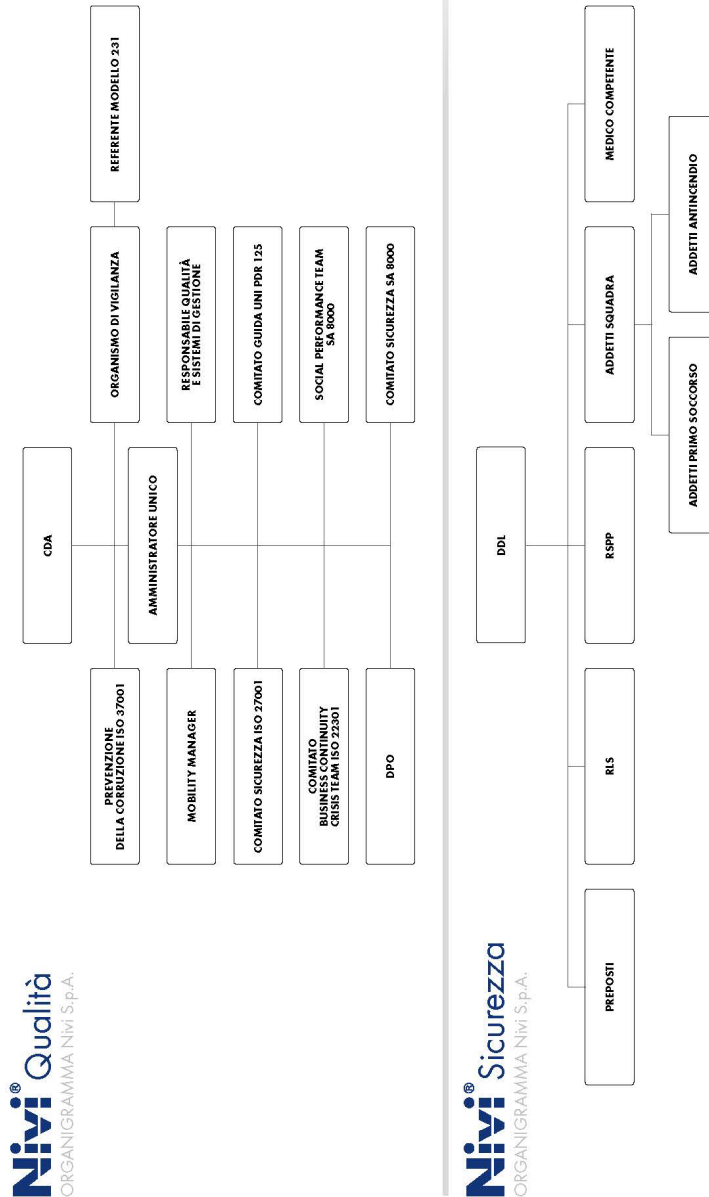 Nivi® Qualità
ORGANIGRAMMA Nivi S.p.A.
CDA
PREVENZIONE
DELLA CORRUZIONE ISO 37001
ORGANISMO DI VIGILANZA
REFERENTE MODELLO 231
AMMINISTRATORE UNICO
MOBILITY MANAGER
RESPONSABILE QUALITÀ
E SISTEMI DI GESTIONE
COMITATO SICUREZZA ISO 27001
COMITATO GUIDA UNI PDR 125
COMITATO
BUSINESS CONTINUITY
CRISIS TEAM ISO 22301
SOCIAL PERFORMANCE TEAM
SA 8000
DPO
COMITATO SICUREZZA SA 8000
Nivi® Sicurezza
ORGANIGRAMMA Nivi S.p.A.
DDL
PREPOSTI
RLS
RSPP
ADDETTI SQUADRA
MEDICO COMPETENTE
ADDETTI PRIMO SOCCORSO
ADDETTI ANTINCENDIO